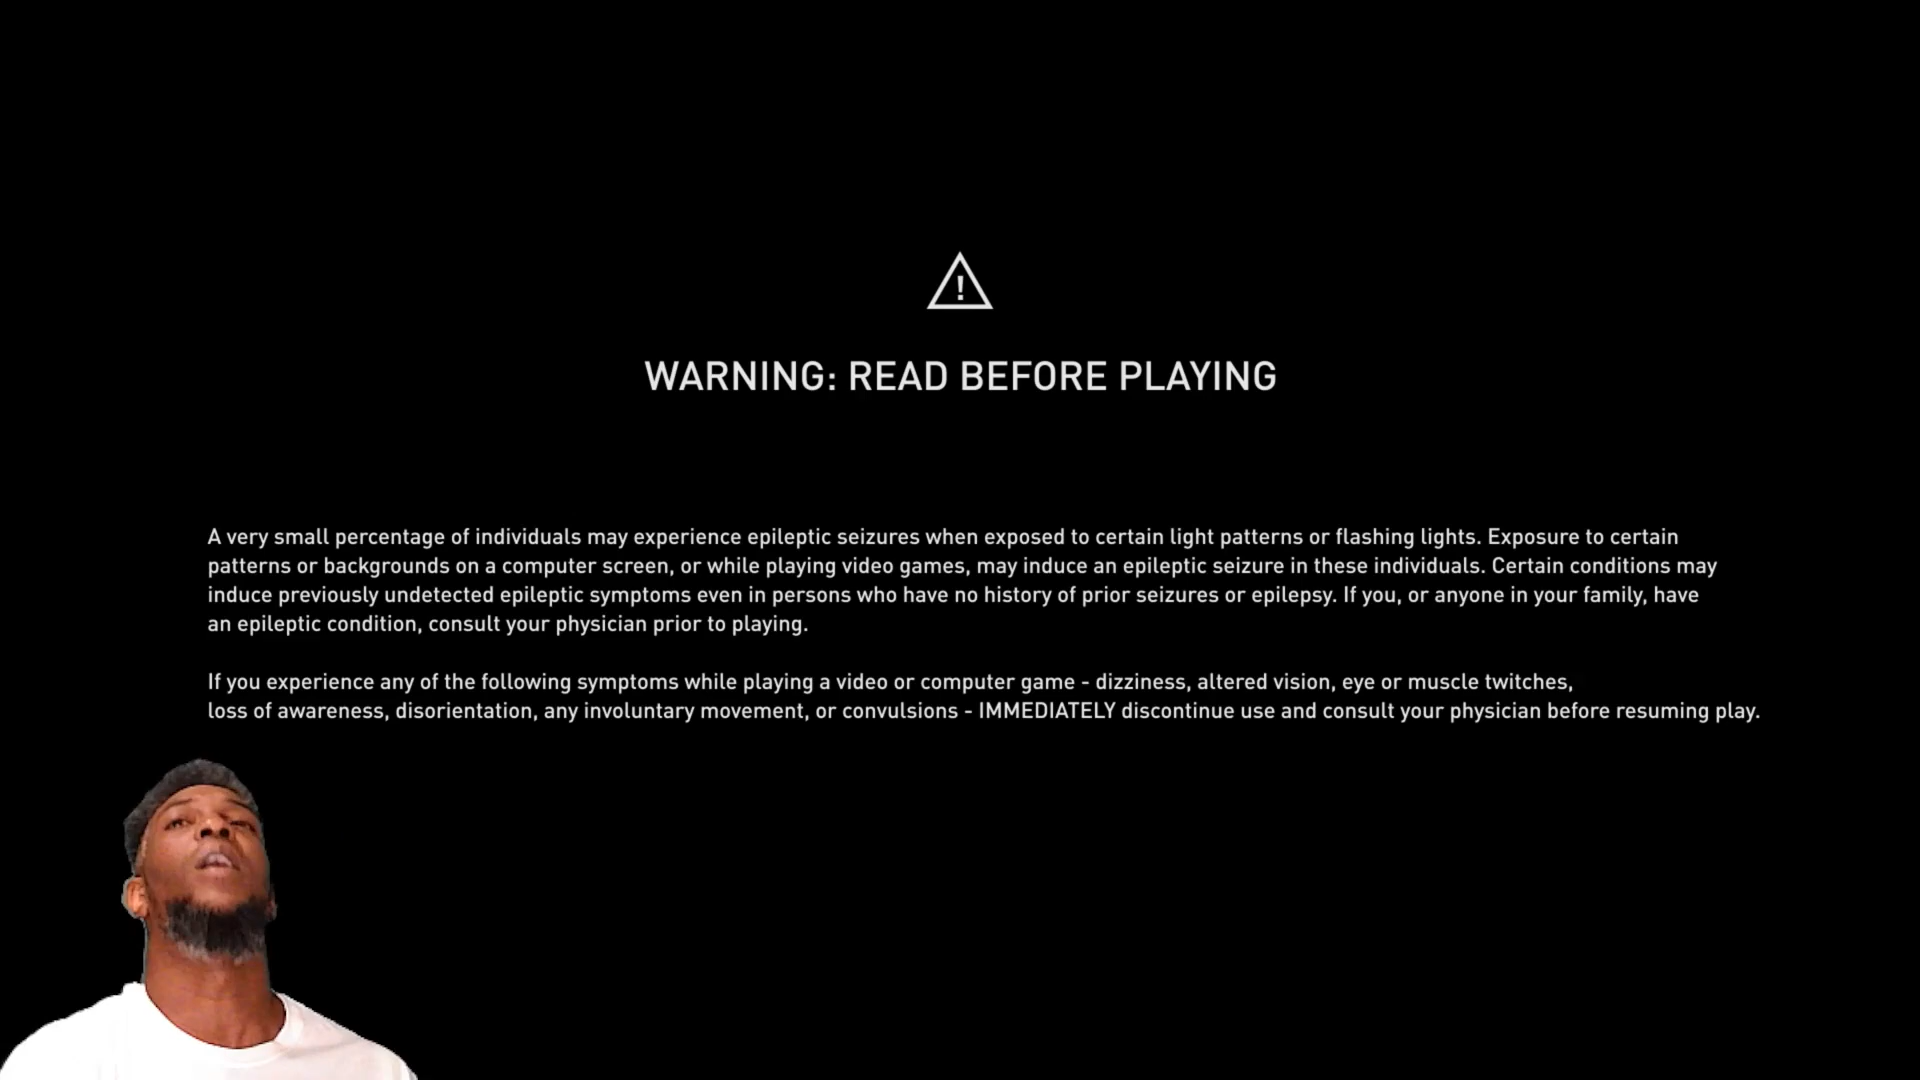 WARNING: READ BEFORE PLAYING
A very small percentage of individuals may experience epileptic seizures when exposed to certain light patterns or flashing lights. Exposure to certain
patterns or backgrounds on a computer screen, or while playing video games, may induce an epileptic seizure in these individuals. Certain conditions may
induce previously undetected epileptic symptoms even in persons who have no history of prior seizures or epilepsy. If you, or anyone in your family, have
an epileptic condition, consult your physician prior to playing.
If you experience any of the following symptoms while playing a video or computer game - dizziness, altered vision, eye or muscle twitches,
loss of awareness, disorientation, any involuntary movement, or convulsions - IMMEDIATELY discontinue use and consult your physician before resuming play.